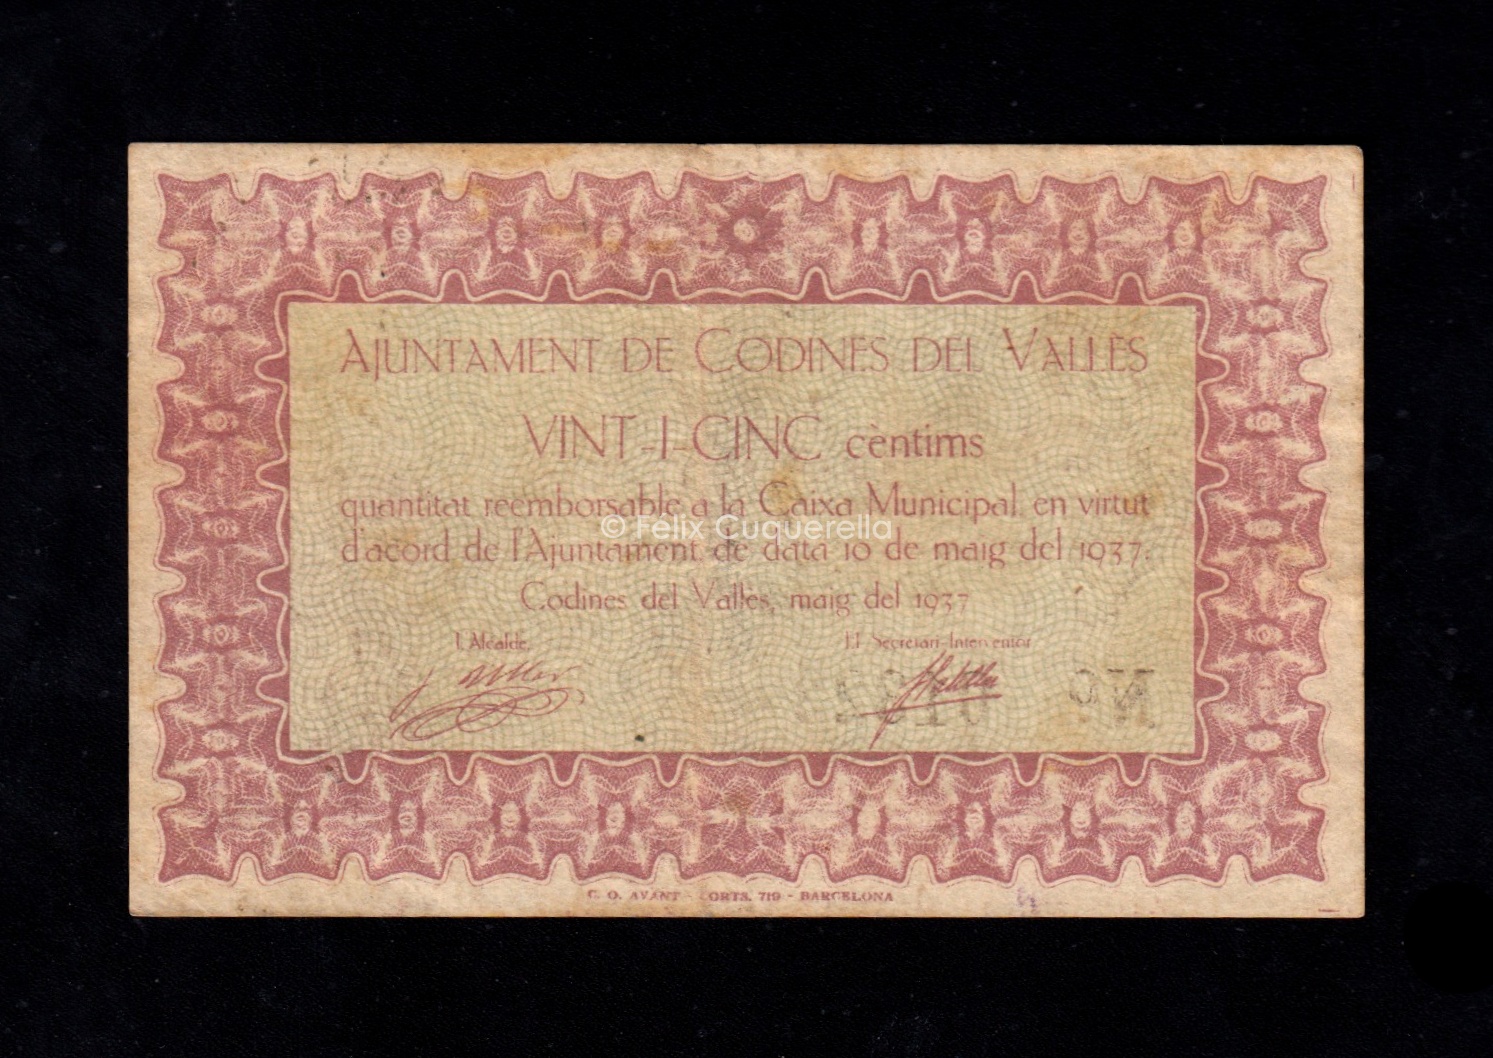 AJUNTAMENT DE CODINES DEL VALLÈS
VINT-I-CINC cèntims
quantitat reemborsable a la Caixa Municipal en virtut
© Felix Cuquerella
d'acord de l'Ajuntament de data 10 de maig del 1937.
Codines del Vallès, maig del 1937
L'Alcalde,
El Secretari-Interventor
G. O. AVANT - CORTS, 719 - BARCELONA